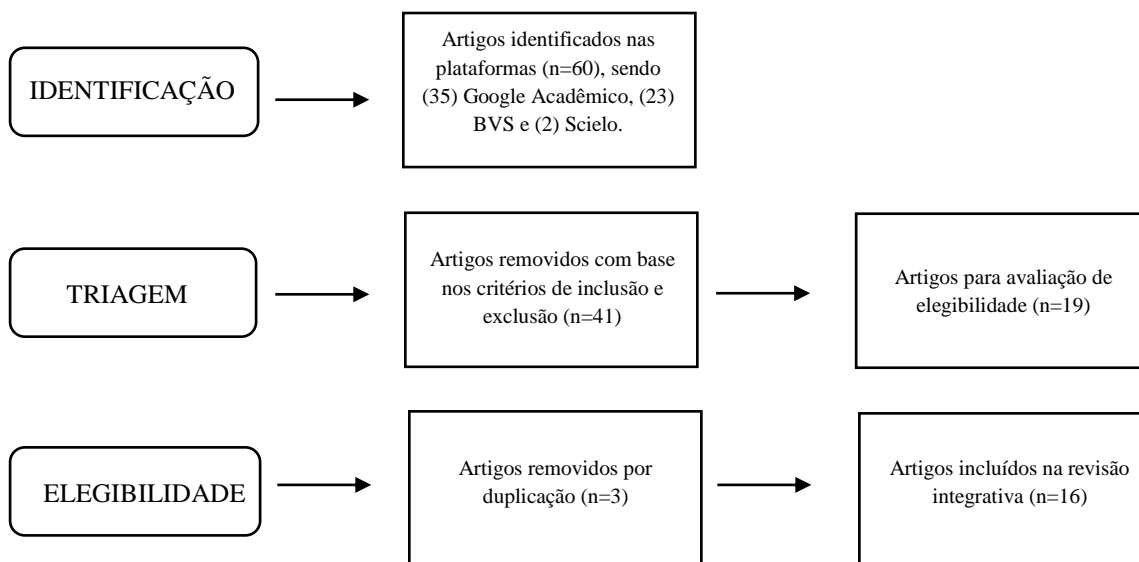 IDENTIFICAÇÃO
Artigos identificados nas
plataformas (n=60), sendo
(35) Google Acadêmico, (23)
BVS e (2) Scielo.
TRIAGEM
Artigos removidos com base
nos critérios de inclusão e
exclusão (n=41)
Artigos para avaliação de
elegibilidade (n=19)
ELEGIBILIDADE
Artigos removidos por
duplicação (n=3)
Artigos incluídos na revisão
integrativa (n=16)